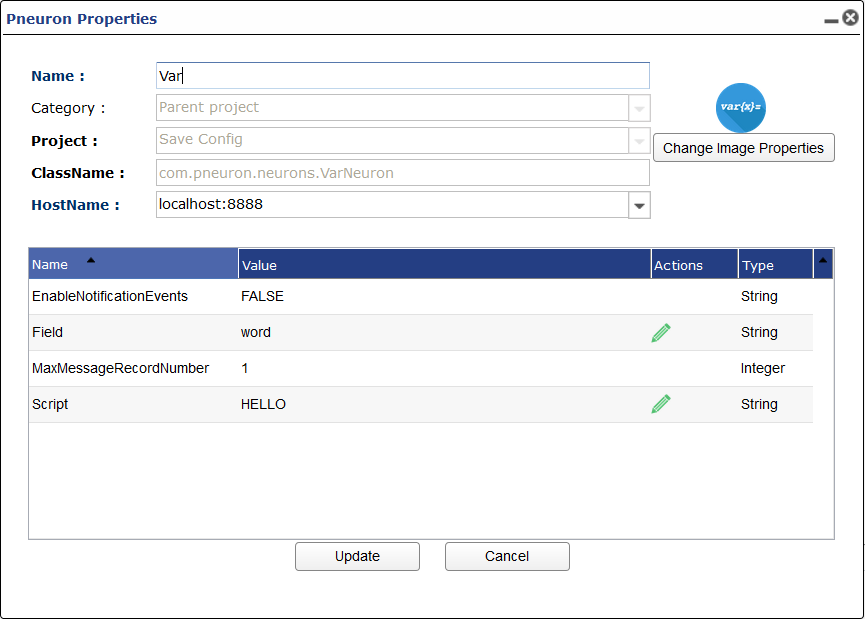 Pneuron Properties
Name : Var
Category : Parent project
var{x}=
Project : Save Config
Change Image Properties
ClassName : com.pneuron.neurons.VarNeuron
HostName : localhost:8888
Name Value Actions Type
EnableNotificationEvents FALSE String
Field word String
MaxMessageRecordNumber 1 Integer
Script HELLO String
Update Cancel